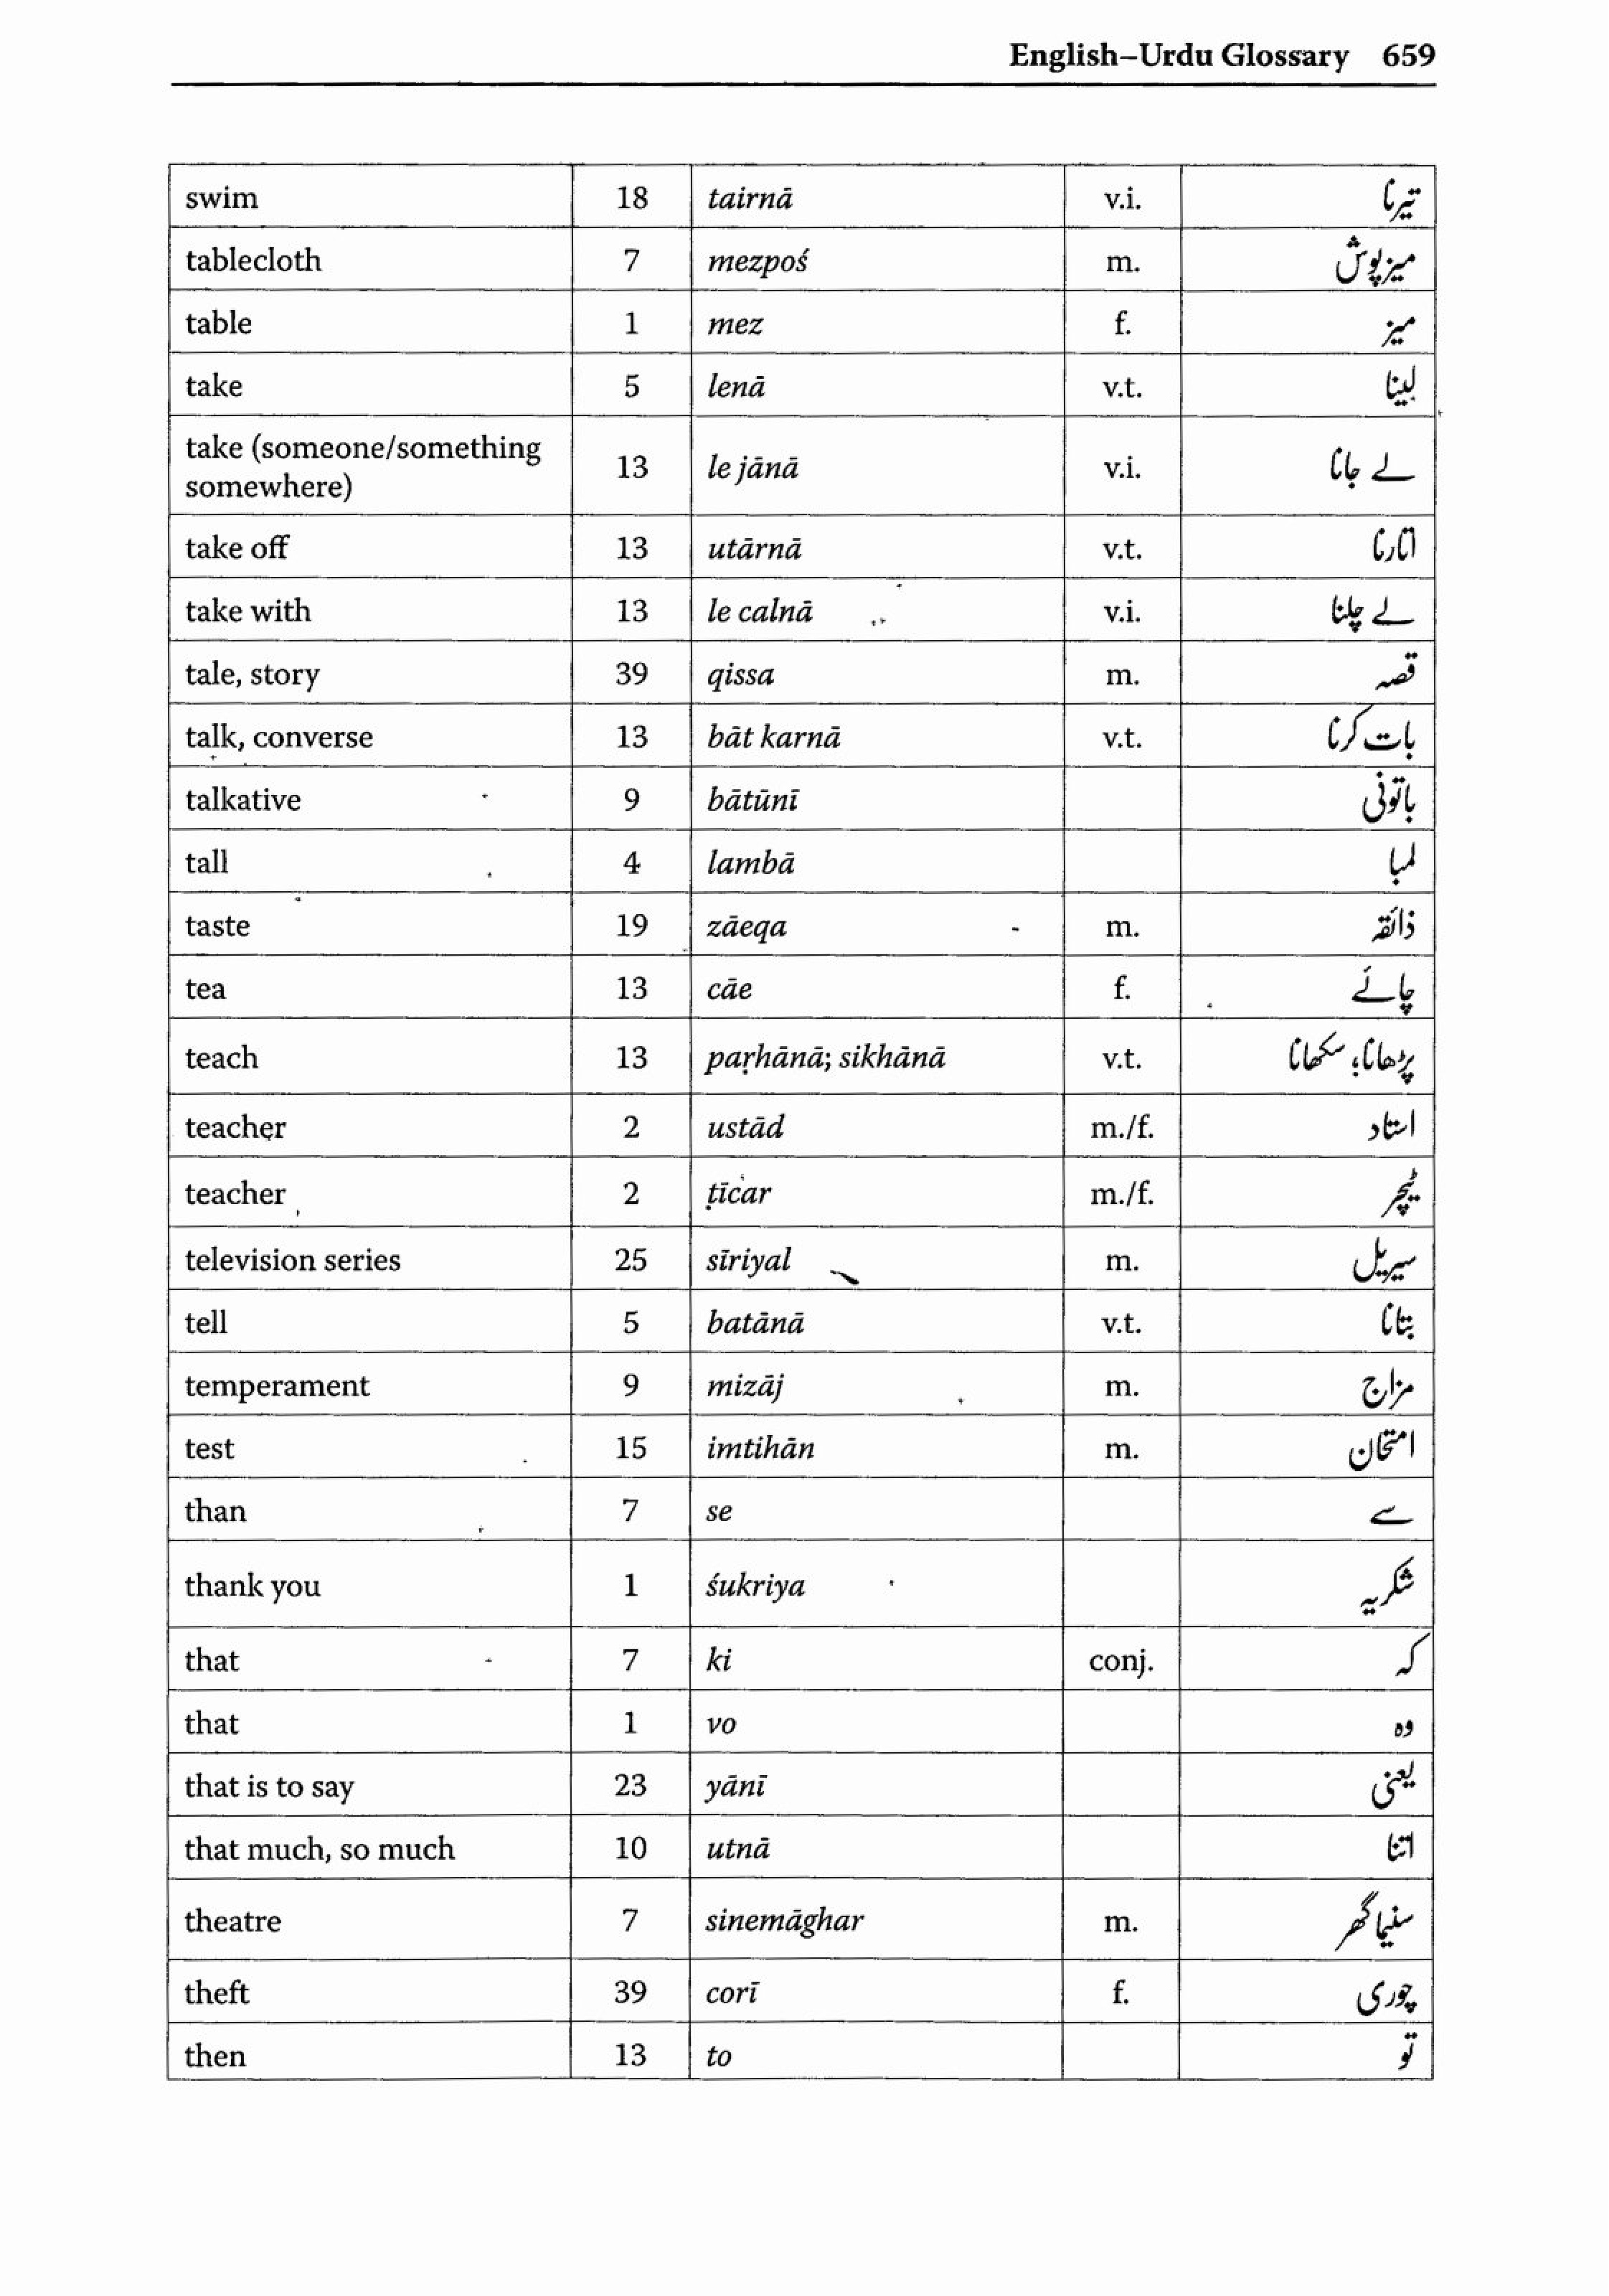 English–Urdu Glossary 659
swim 18 tairnā v.i. تیرنا
tablecloth 7 mezpoś m. میزپوش
table 1 mez f. میز
take 5 lenā v.t. لینا
take (someone/something
somewhere) 13 le jānā v.i. لے جانا
take off 13 utārnā v.t. اتارنا
take with 13 le calnā v.i. لے چلنا
tale, story 39 qissa m. قصہ
talk, converse 13 bāt karnā v.t. بات کرنا
talkative 9 bātūnī باتونی
tall 4 lambā لمبا
taste 19 zāeqa m. ذائقہ
tea 13 cāe f. چائے
teach 13 paṛhānā; sikhānā v.t. پڑھانا؛ سکھانا
teacher 2 ustād m./f. استاد
teacher 2 ṭīcar m./f. ٹیچر
television series 25 sīriyal m. سیریل
tell 5 batānā v.t. بتانا
temperament 9 mizāj m. مزاج
test 15 imtihān m. امتحان
than 7 se سے
thank you 1 śukriya شکریہ
that 7 ki conj. کہ
that 1 vo وہ
that is to say 23 yānī یعنی
that much, so much 10 utnā اتنا
theatre 7 sinemāghar m. سنیماگھر
theft 39 corī f. چوری
then 13 to تو